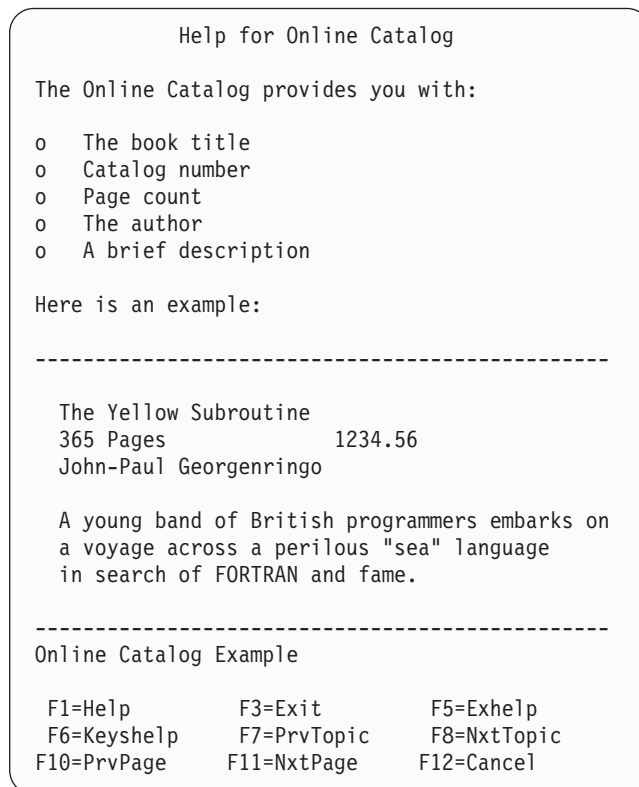 Help for Online Catalog
The Online Catalog provides you with:
o The book title
o Catalog number
o Page count
o The author
o A brief description
Here is an example:
------------------------------------------------
The Yellow Subroutine
365 Pages 1234.56
John-Paul Georgenringo
A young band of British programmers embarks on
a voyage across a perilous "sea" language
in search of FORTRAN and fame.
------------------------------------------------
Online Catalog Example
F1=Help F3=Exit F5=Exhelp
F6=Keyshelp F7=PrvTopic F8=NxtTopic
F10=PrvPage F11=NxtPage F12=Cancel